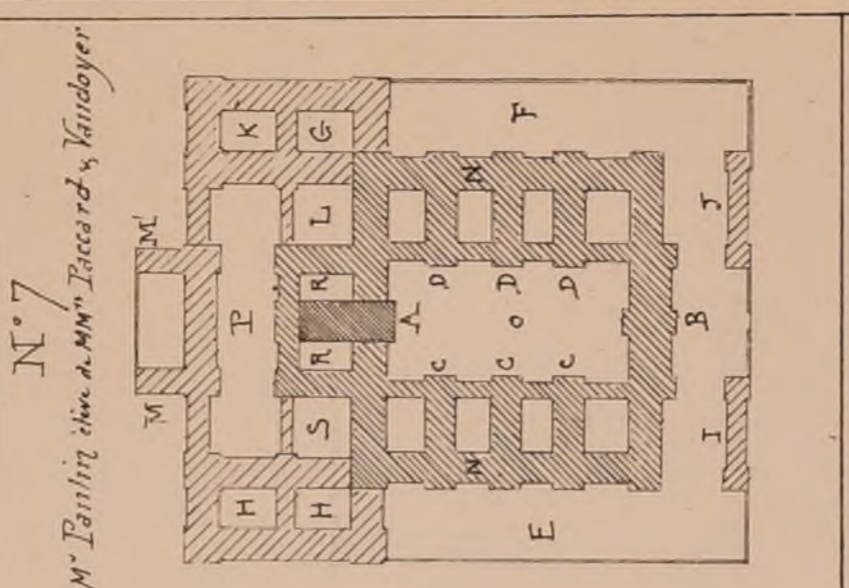 N° 7
Mr Paulin élève de MMrs Paccard & Vaudoyer
M M'
K
P
H G
L
H S R R
A
F
N N
D D D
C C C
O
E
B
I J